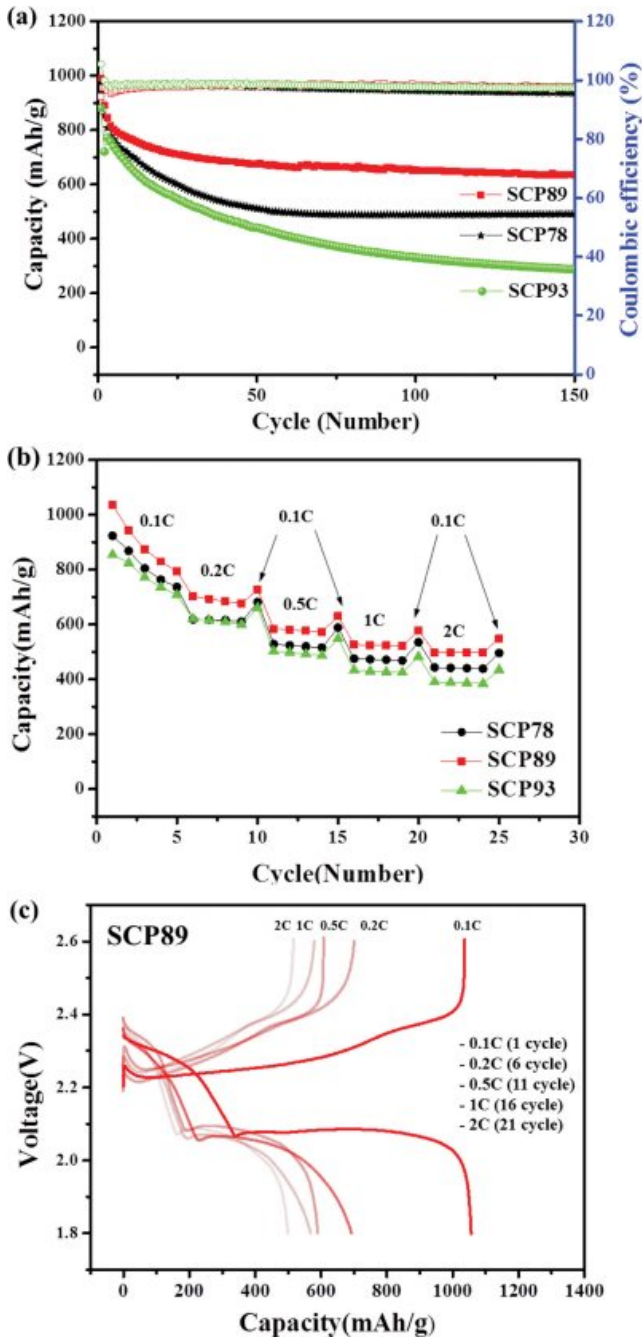 (a)
1200
1000
800
600
400
200
0
Capacity (mAh/g)
120
100
80
60
40
20
0
Coulombic efficiency (%)
SCP89
SCP78
SCP93
0 50 100 150
Cycle (Number)
(b)
1200
1000
800
600
400
200
0
Capacity(mAh/g)
0.1C
0.2C
0.1C
0.5C
1C
0.1C
2C
SCP78
SCP89
SCP93
0 5 10 15 20 25 30
Cycle(Number)
(c)
SCP89
2C 1C 0.5C 0.2C 0.1C
2.6
2.4
2.2
2.0
1.8
Voltage(V)
- 0.1C (1 cycle)
- 0.2C (6 cycle)
- 0.5C (11 cycle)
- 1C (16 cycle)
- 2C (21 cycle)
0 200 400 600 800 1000 1200 1400
Capacity(mAh/g)